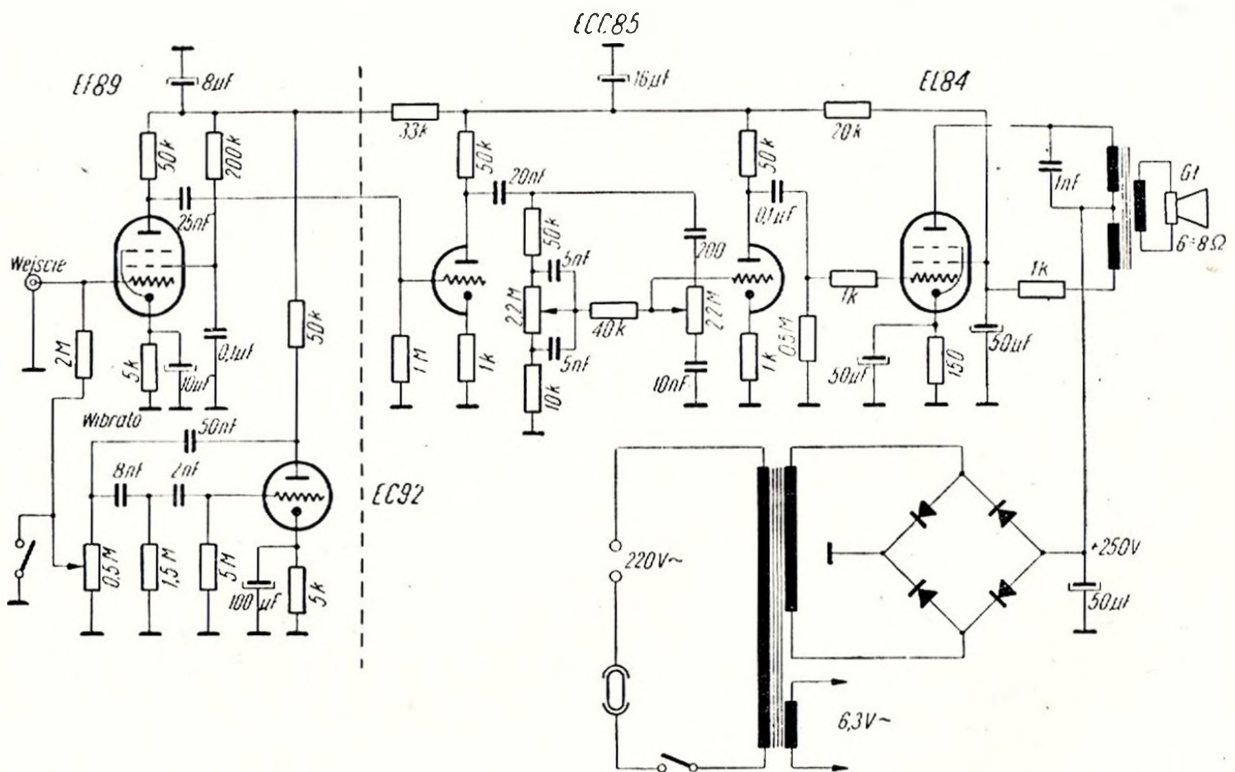 ECC85
EF89
8µF
16µF
EL84
33k
20k
50k
200k
50k
50k
20nF
0,1µF
1nF
Gł
6÷8Ω
25nF
Wejście
50k
5nF
200
1k
1k
2M
50k
2,2M
40k
2,2M
0,5M
5k
10µF
0,1µF
1M
1k
5nF
10nF
1k
50µF
150
50µF
10k
Wibrato
50nF
8nF
2nF
EC92
220V~
+250V
0,5M
1,5M
5M
100µF
5k
50µF
6,3V~